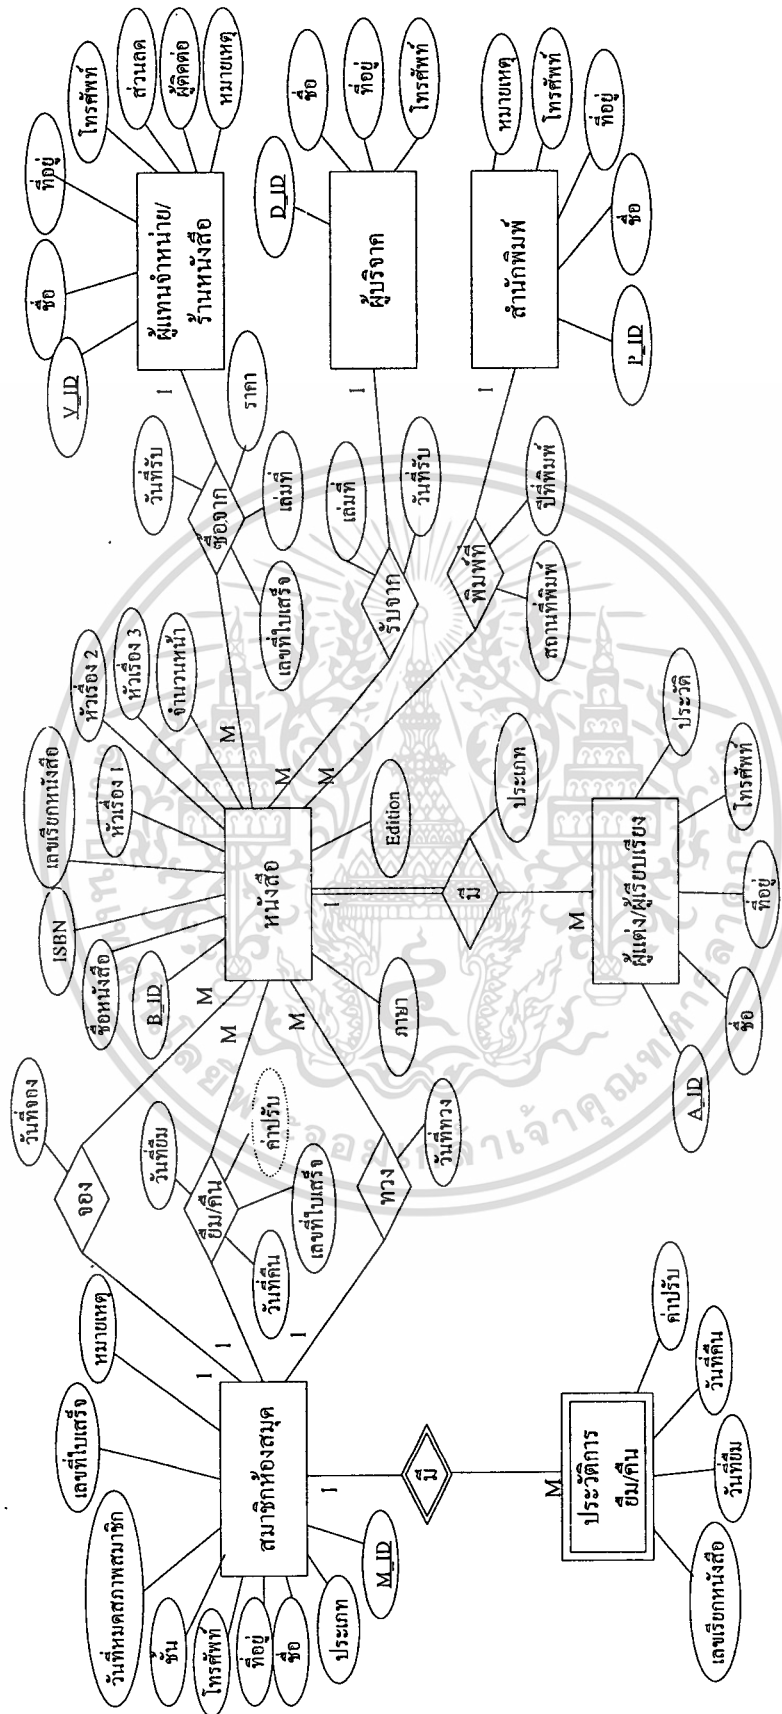 วันที่หมดสภาพสมาชิก
เลขที่ใบเสร็จ
หมายเหตุ
ชั้น
โทรศัพท์
ที่อยู่
ชื่อ
ประเภท
M_ID
สมาชิกห้องสมุด
1
1
1
1
มี
M
ประวัติการ
ยืม/คืน
เลขเรียกหนังสือ
วันที่ยืม
วันที่คืน
ค่าปรับ
วันที่จอง
จอง
วันที่ยืม
ยืม/คืน
ค่าปรับ
วันที่คืน
เลขที่ใบเสร็จ
ทวง
วันที่ทวง
M
M
M
B_ID
ชื่อหนังสือ
ISBN
เลขเรียกหนังสือ
หัวเรื่อง 1
หัวเรื่อง 2
หัวเรื่อง 3
จำนวนหน้า
หนังสือ
ภาษา
Edition
1
มี
ประเภท
M
ผู้แต่ง/ผู้เรียบเรียง
A_ID
ชื่อ
ที่อยู่
โทรศัพท์
ประวัติ
M
M
M
วันที่รับ
ซื้อจาก
ราคา
เล่มที่
เลขที่ใบเสร็จ
1
เล่มที่
รับจาก
วันที่รับ
1
พิมพ์ที่
สถานที่พิมพ์
ปีที่พิมพ์
1
V_ID
ชื่อ
ที่อยู่
โทรศัพท์
ส่วนลด
ผู้ติดต่อ
หมายเหตุ
ผู้แทนจำหน่าย/
ร้านหนังสือ
D_ID
ชื่อ
ที่อยู่
โทรศัพท์
ผู้บริจาค
สำนักพิมพ์
P_ID
ชื่อ
ที่อยู่
โทรศัพท์
หมายเหตุ